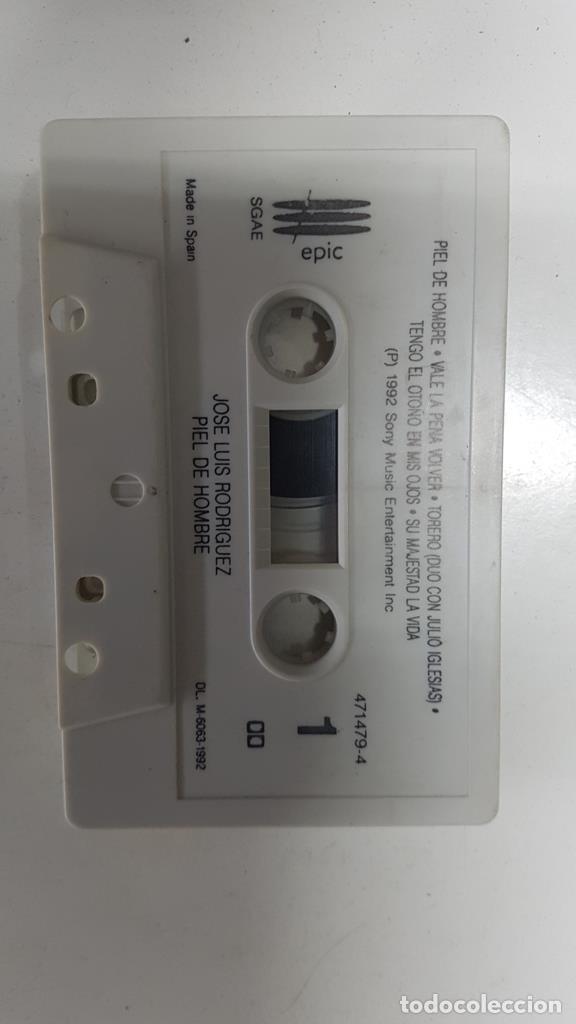 PIEL DE HOMBRE • VALE LA PENA VOLVER • TORERO (DUO CON JULIO IGLESIAS) •
TENGO EL OTOÑO EN MIS OJOS • SU MAJESTAD LA VIDA
(P) 1992 Sony Music Entertainment Inc
epic
SGAE
Made in Spain
471479-4
1
JOSE LUIS RODRIGUEZ
PIEL DE HOMBRE
DL. M-6063-1992
todocoleccion